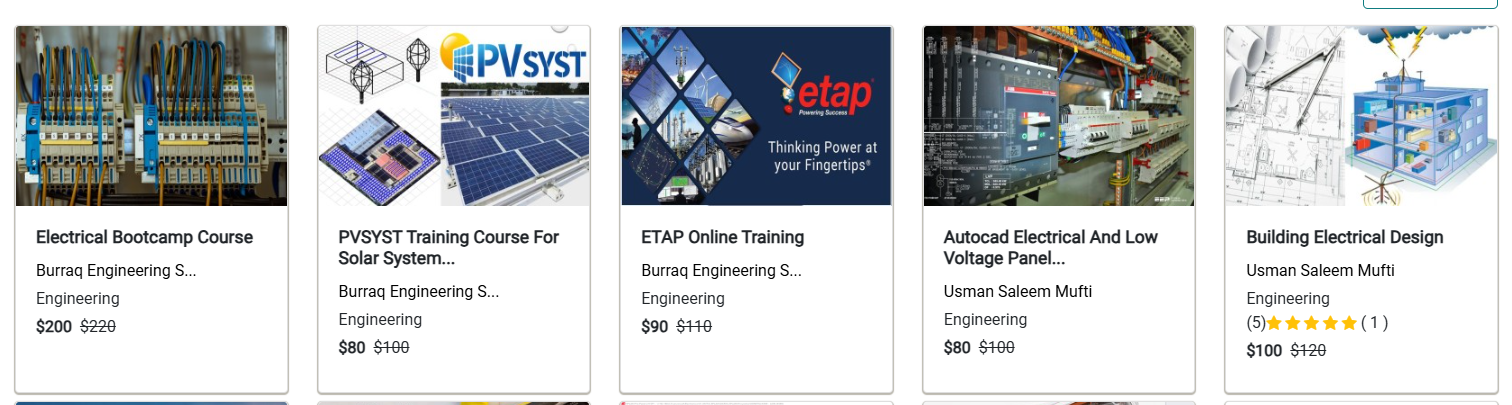 PVSYST
etap
Powering Success
Thinking Power at
your Fingertips®
Electrical Bootcamp Course
Burraq Engineering S...
Engineering
$200 $220
PVSYST Training Course For
Solar System...
Burraq Engineering S...
Engineering
$80 $100
ETAP Online Training
Burraq Engineering S...
Engineering
$90 $110
Autocad Electrical And Low
Voltage Panel...
Usman Saleem Mufti
Engineering
$80 $100
Building Electrical Design
Usman Saleem Mufti
Engineering
(5) ( 1 )
$100 $120